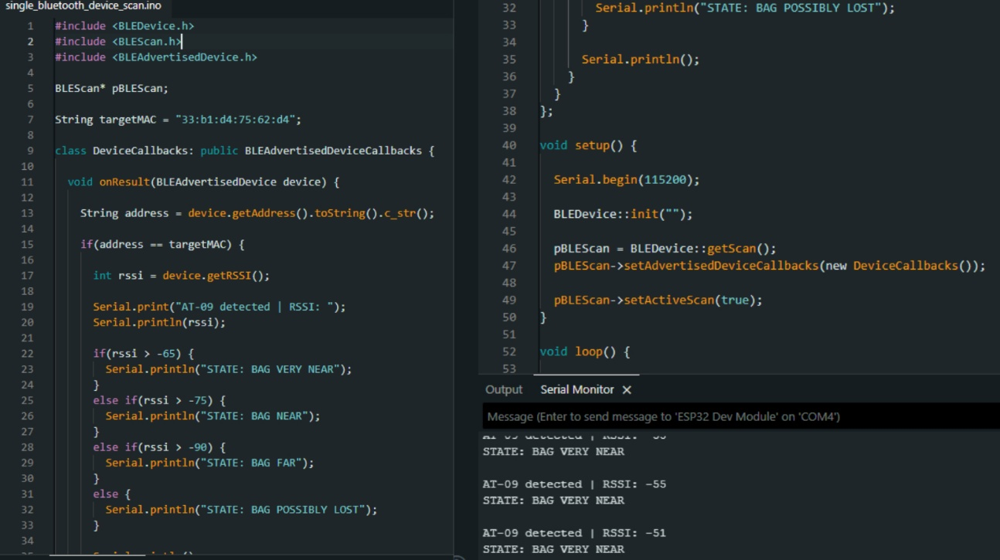 single_bluetooth_device_scan.ino
1 #include <BLEDevice.h>
2 #include <BLEScan.h>
3 #include <BLEAdvertisedDevice.h>
4
5 BLEScan* pBLEScan;
6
7 String targetMAC = "33:b1:d4:75:62:d4";
8
9 class DeviceCallbacks: public BLEAdvertisedDeviceCallbacks {
10
11 void onResult(BLEAdvertisedDevice device) {
12
13 String address = device.getAddress().toString().c_str();
14
15 if(address == targetMAC) {
16
17 int rssi = device.getRSSI();
18
19 Serial.print("AT-09 detected | RSSI: ");
20 Serial.println(rssi);
21
22 if(rssi > -65) {
23 Serial.println("STATE: BAG VERY NEAR");
24 }
25 else if(rssi > -75) {
26 Serial.println("STATE: BAG NEAR");
27 }
28 else if(rssi > -90) {
29 Serial.println("STATE: BAG FAR");
30 }
31 else {
32 Serial.println("STATE: BAG POSSIBLY LOST");
33 }
34
32 Serial.println("STATE: BAG POSSIBLY LOST");
33 }
34
35 Serial.println();
36 }
37 }
38 };
39
40 void setup() {
41
42 Serial.begin(115200);
43
44 BLEDevice::init("");
45
46 pBLEScan = BLEDevice::getScan();
47 pBLEScan->setAdvertisedDeviceCallbacks(new DeviceCallbacks());
48
49 pBLEScan->setActiveScan(true);
50 }
51
52 void loop() {
53
Output Serial Monitor X
Message (Enter to send message to 'ESP32 Dev Module' on 'COM4')
STATE: BAG VERY NEAR
AT-09 detected | RSSI: -55
STATE: BAG VERY NEAR
AT-09 detected | RSSI: -51
STATE: BAG VERY NEAR